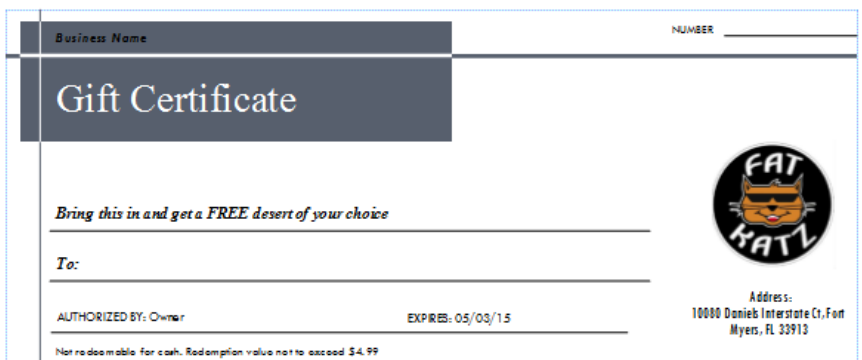 Business Name
NUMBER
Gift Certificate
FAT
KATZ
Bring this in and get a FREE desert of your choice
To:
Address:
10080 Daniels Interstate Ct, Fort
Myers, FL 33913
AUTHORIZED BY: Owner
EXPIRES: 05/03/15
Not redeemable for cash. Redemption value not to exceed $4.99